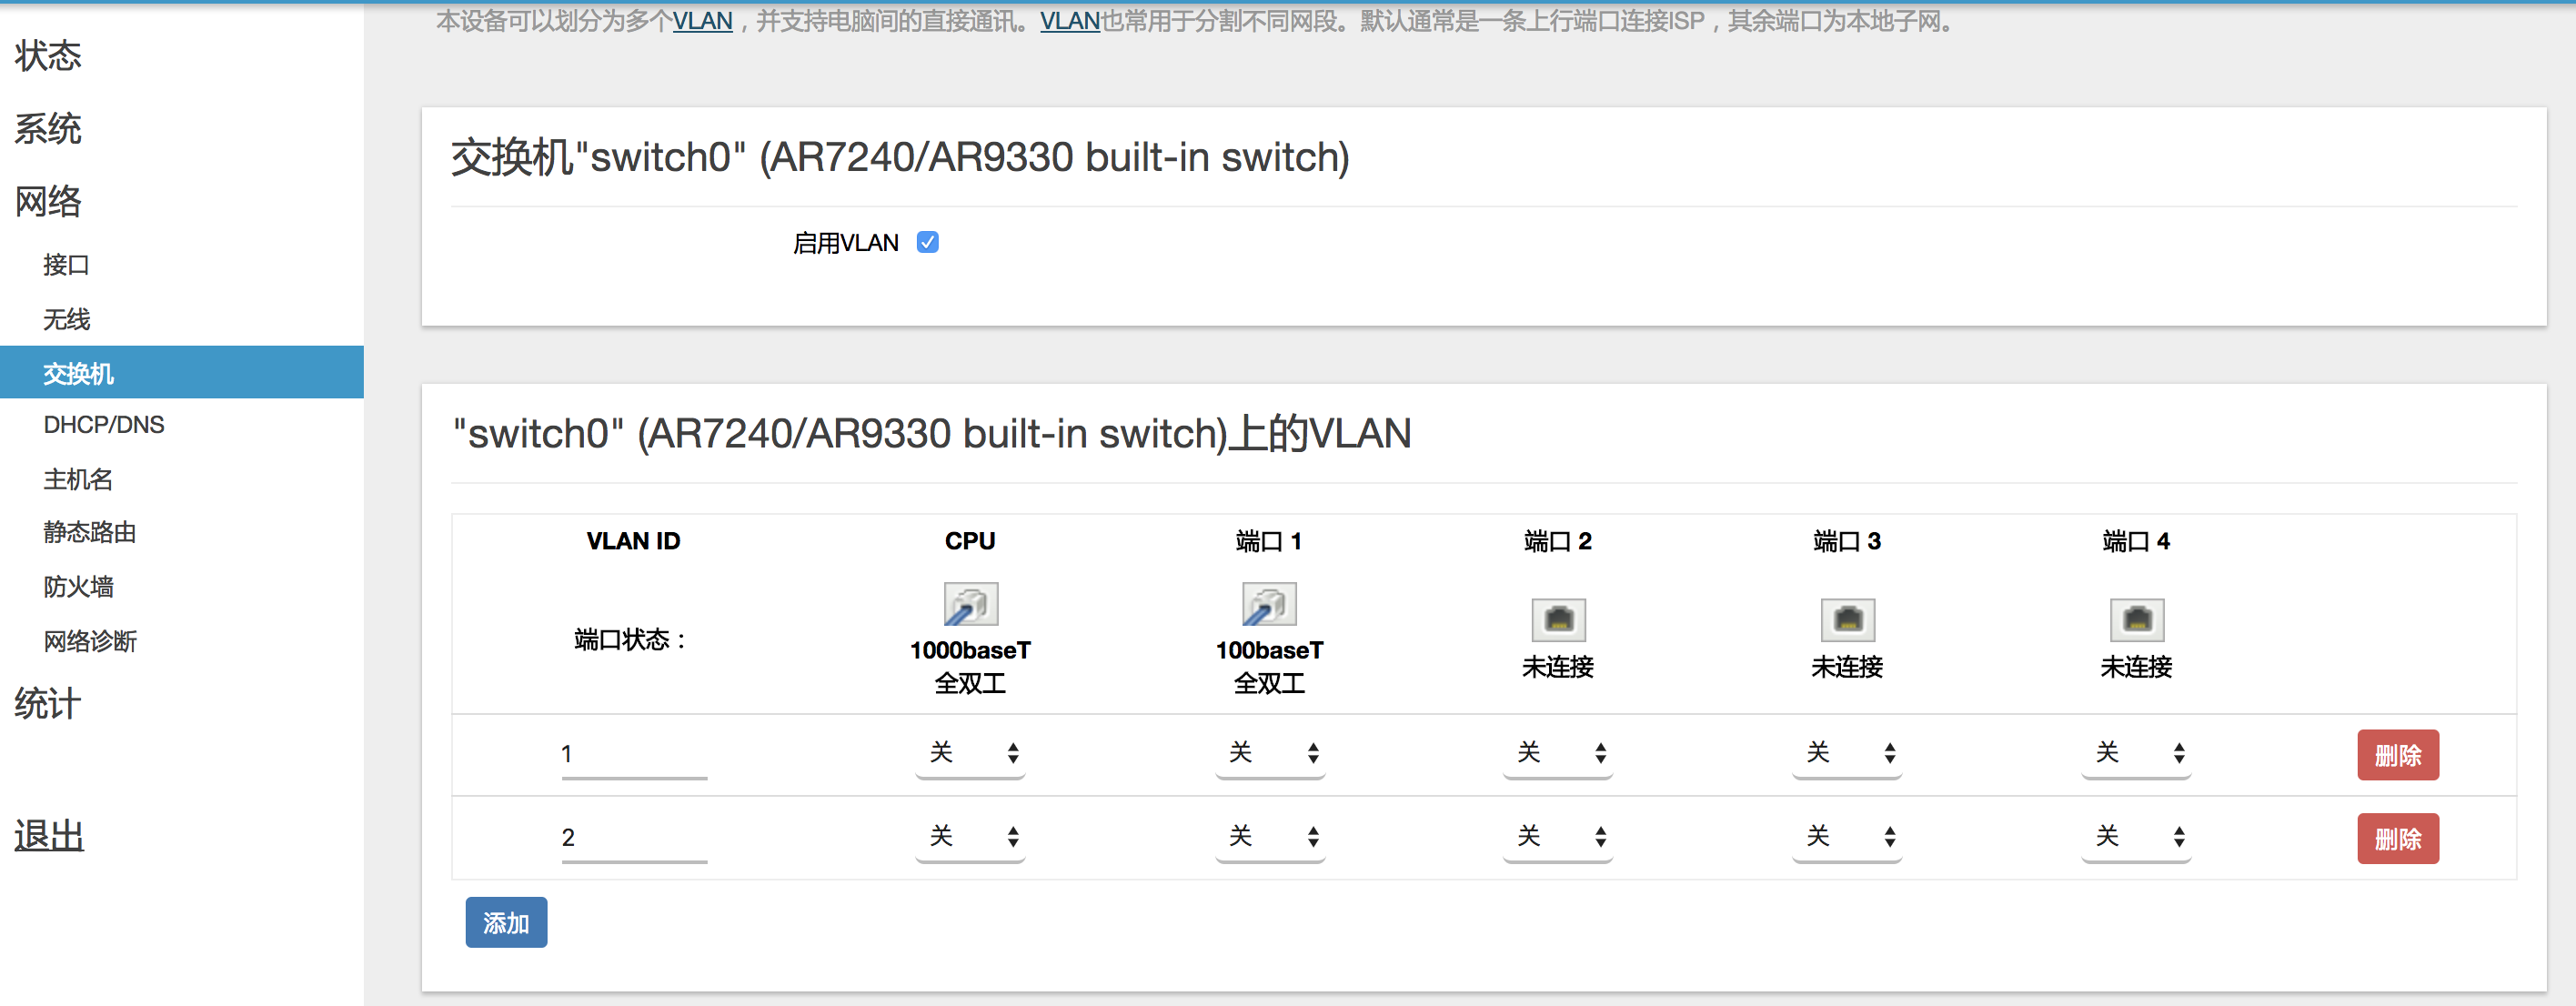 本设备可以划分为多个VLAN，并支持电脑间的直接通讯。VLAN也常用于分割不同网段。默认通常是一条上行端口连接ISP，其余端口为本地子网。
状态
系统
网络
接口
无线
交换机
DHCP/DNS
主机名
静态路由
防火墙
网络诊断
统计
退出
交换机"switch0" (AR7240/AR9330 built-in switch)
启用VLAN
"switch0" (AR7240/AR9330 built-in switch)上的VLAN
VLAN ID CPU 端口 1 端口 2 端口 3 端口 4
端口状态： 1000baseT 全双工 100baseT 全双工 未连接 未连接 未连接
1 关 关 关 关 关 删除
2 关 关 关 关 关 删除
添加